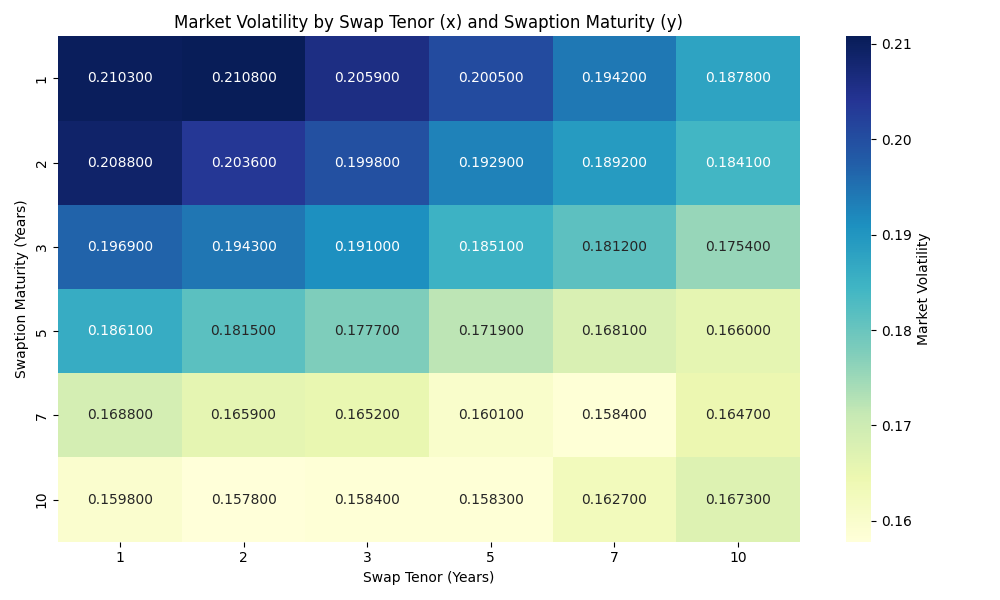 Market Volatility by Swap Tenor (x) and Swaption Maturity (y)
1 0.210300 0.210800 0.205900 0.200500 0.194200 0.187800
2 0.208800 0.203600 0.199800 0.192900 0.189200 0.184100
3 0.196900 0.194300 0.191000 0.185100 0.181200 0.175400
5 0.186100 0.181500 0.177700 0.171900 0.168100 0.166000
7 0.168800 0.165900 0.165200 0.160100 0.158400 0.164700
10 0.159800 0.157800 0.158400 0.158300 0.162700 0.167300
1 2 3 5 7 10
Swap Tenor (Years)
Swaption Maturity (Years)
0.21
0.20
0.19
0.18
0.17
0.16
Market Volatility